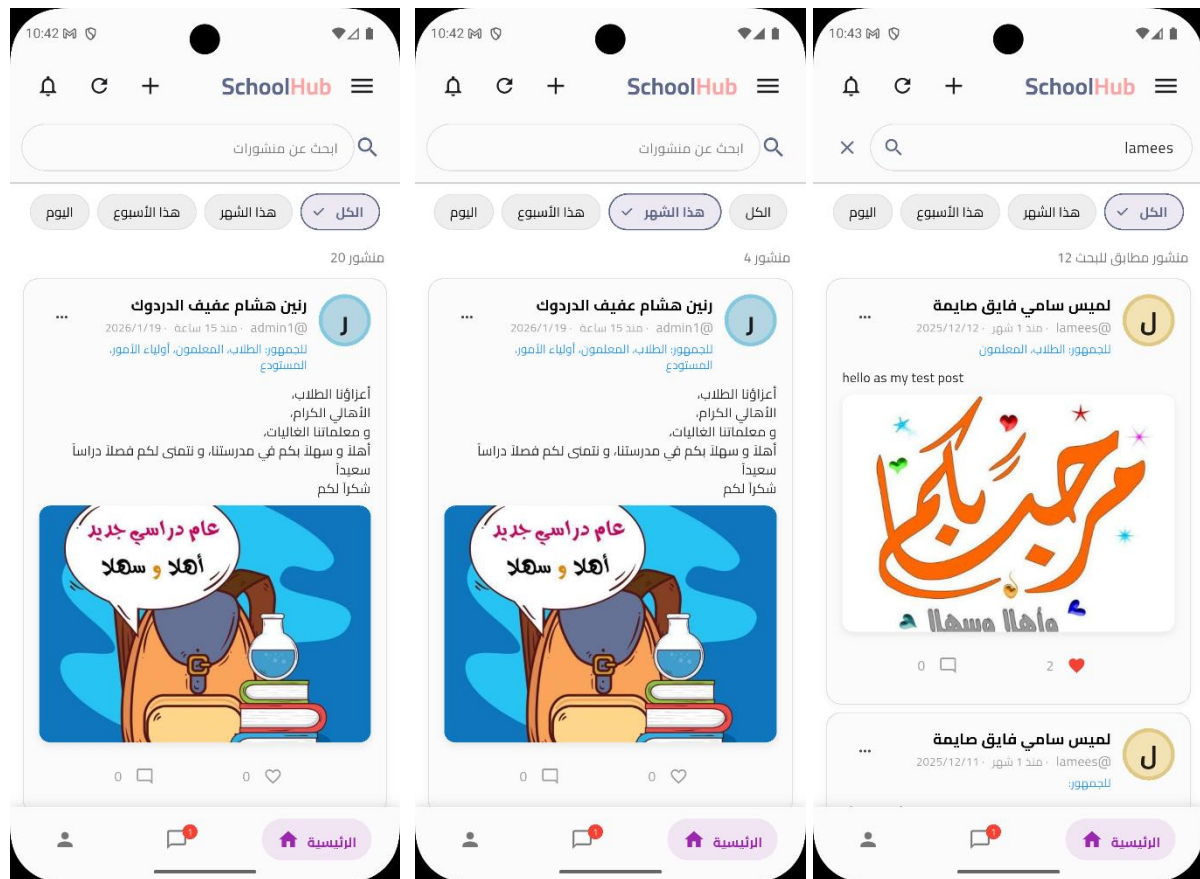 10:42
SchoolHub
ابحث عن منشورات
الكل
هذا الشهر
هذا الأسبوع
اليوم
منشور 20
رنين هشام عفيف الدردوك
@admin1 · منذ 15 ساعة · 2026/1/19
للجمهور: الطلاب، المعلمون، أولياء الأمور،
المستودع
أعزاؤنا الطلاب،
الأهالي الكرام،
و معلماتنا الغاليات،
أهلاً و سهلاً بكم في مدرستنا، و نتمنى لكم فصلاً دراساً
سعيداً
شكراً لكم
عام دراسي جديد
أهلا و سهلا
0
0
الرئيسية
1
10:42
SchoolHub
ابحث عن منشورات
الكل
هذا الشهر
هذا الأسبوع
اليوم
منشور 4
رنين هشام عفيف الدردوك
@admin1 · منذ 15 ساعة · 2026/1/19
للجمهور: الطلاب، المعلمون، أولياء الأمور،
المستودع
أعزاؤنا الطلاب،
الأهالي الكرام،
و معلماتنا الغاليات،
أهلاً و سهلاً بكم في مدرستنا، و نتمنى لكم فصلاً دراساً
سعيداً
شكراً لكم
عام دراسي جديد
أهلا و سهلا
0
0
الرئيسية
1
10:43
SchoolHub
lamees
الكل
هذا الشهر
هذا الأسبوع
اليوم
منشور مطابق للبحث 12
لميس سامي فايق صايمة
@lamees · منذ 1 شهر · 2025/12/12
للجمهور: الطلاب، المعلمون
hello as my test post
مرحبا بكم
وأهلا وسهلا
2
0
لميس سامي فايق صايمة
@lamees · منذ 1 شهر · 2025/12/11
للجمهور:
الرئيسية
1